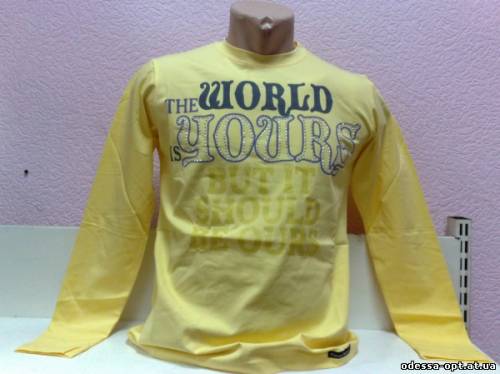 THE WORLD
IS YOURS
BUT IT
SHOULD
BE OURS
odessa-opt.at.ua